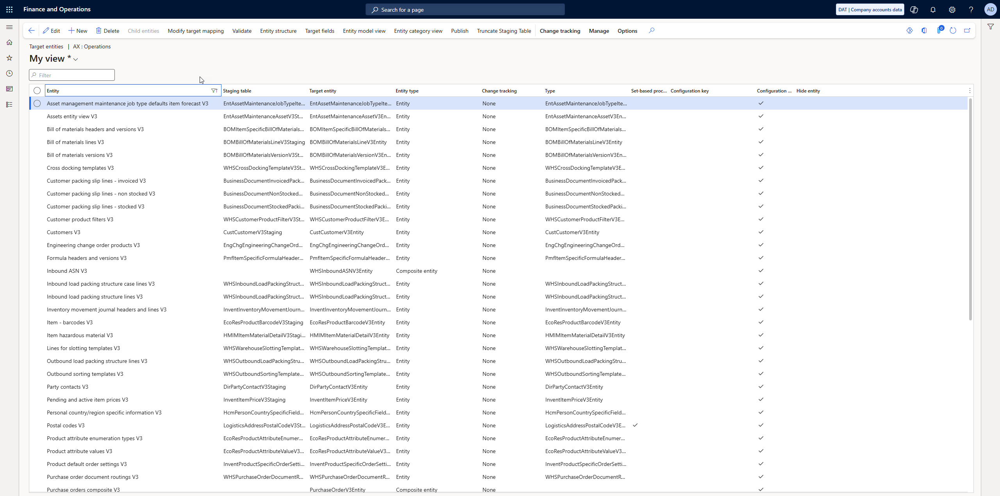 Finance and Operations
Search for a page
DAT | Company accounts data
AD
Edit New Delete Child entities Modify target mapping Validate Entity structure Target fields Entity model view Entity category view Publish Truncate Staging Table Change tracking Manage Options 0
Target entities | AX : Operations
My view *
Filter
Entity Staging table Target entity Entity type Change tracking Type Set-based proc... Configuration key Configuration ... Hide entity
Asset management maintenance job type defaults item forecast V3 EntAssetMaintenanceJobTypeIte... EntAssetMaintenanceJobTypeIte... Entity None EntAssetMaintenanceJobTypeIte...
Assets entity view V3 EntAssetMaintenanceAssetV3St... EntAssetMaintenanceAssetV3En... Entity None EntAssetMaintenanceAssetV3En...
Bill of materials headers and versions V3 BOMItemSpecificBillOfMaterials... BOMItemSpecificBillOfMaterials... Entity None BOMItemSpecificBillOfMaterials...
Bill of materials lines V3 BOMBillOfMaterialsLineV3Staging BOMBillOfMaterialsLineV3Entity Entity None BOMBillOfMaterialsLineV3Entity
Bill of materials versions V3 BOMBillOfMaterialsVersionV3St... BOMBillOfMaterialsVersionV3En... Entity None BOMBillOfMaterialsVersionV3En...
Cross docking templates V3 WHSCrossDockingTemplateV3St... WHSCrossDockingTemplateV3E... Entity None WHSCrossDockingTemplateV3E...
Customer packing slip lines - invoiced V3 BusinessDocumentInvoicedPack... BusinessDocumentInvoicedPack... Entity None BusinessDocumentInvoicedPack...
Customer packing slip lines - non stocked V3 BusinessDocumentNonStocked... BusinessDocumentNonStocked... Entity None BusinessDocumentNonStocked...
Customer packing slip lines - stocked V3 BusinessDocumentStockedPacki... BusinessDocumentStockedPacki... Entity None BusinessDocumentStockedPacki...
Customer product filters V3 WHSCustomerProductFilterV3St... WHSCustomerProductFilterV3E... Entity None WHSCustomerProductFilterV3E...
Customers V3 CustCustomerV3Staging CustCustomerV3Entity Entity None CustCustomerV3Entity
Engineering change order products V3 EngChgEngineeringChangeOrd... EngChgEngineeringChangeOrd... Entity None EngChgEngineeringChangeOrd...
Formula headers and versions V3 PmfItemSpecificFormulaHeader... PmfItemSpecificFormulaHeader... Entity None PmfItemSpecificFormulaHeader...
Inbound ASN V3 WHSInboundASNV3Entity Composite entity None
Inbound load packing structure case lines V3 WHSInboundLoadPackingStruct... WHSInboundLoadPackingStruct... Entity None WHSInboundLoadPackingStruct...
Inbound load packing structure lines V3 WHSInboundLoadPackingStruct... WHSInboundLoadPackingStruct... Entity None WHSInboundLoadPackingStruct...
Inventory movement journal headers and lines V3 InventInventoryMovementJourn... InventInventoryMovementJourn... Entity None InventInventoryMovementJourn...
Item - barcodes V3 EcoResProductBarcodeV3Staging EcoResProductBarcodeV3Entity Entity None EcoResProductBarcodeV3Entity
Item hazardous material V3 HMIMItemMaterialDetailV3Stagi... HMIMItemMaterialDetailV3Entity Entity None HMIMItemMaterialDetailV3Entity
Lines for slotting templates V3 WHSWarehouseSlottingTemplat... WHSWarehouseSlottingTemplat... Entity None WHSWarehouseSlottingTemplat...
Outbound load packing structure lines V3 WHSOutboundLoadPackingStru... WHSOutboundLoadPackingStru... Entity None WHSOutboundLoadPackingStru...
Outbound sorting templates V3 WHSOutboundSortingTemplate... WHSOutboundSortingTemplate... Entity None WHSOutboundSortingTemplate...
Party contacts V3 DirPartyContactV3Staging DirPartyContactV3Entity Entity None DirPartyContactV3Entity
Pending and active item prices V3 InventItemPriceV3Staging InventItemPriceV3Entity Entity None InventItemPriceV3Entity
Personal country/region specific information V3 HcmPersonCountrySpecificField... HcmPersonCountrySpecificField... Entity None HcmPersonCountrySpecificField...
Postal codes V3 LogisticsAddressPostalCodeV3St... LogisticsAddressPostalCodeV3E... Entity None LogisticsAddressPostalCodeV3E...
Product attribute enumeration types V3 EcoResProductAttributeEnumer... EcoResProductAttributeEnumer... Entity None EcoResProductAttributeEnumer...
Product attribute values V3 EcoResProductAttributeValueV3... EcoResProductAttributeValueV3... Entity None EcoResProductAttributeValueV3...
Product default order settings V3 InventProductSpecificOrderSetti... InventProductSpecificOrderSetti... Entity None InventProductSpecificOrderSetti...
Purchase order document routings V3 WHSPurchaseOrderDocumentR... WHSPurchaseOrderDocumentR... Entity None WHSPurchaseOrderDocumentR...
Purchase orders composite V3 PurchaseOrderV3Entity Composite entity None